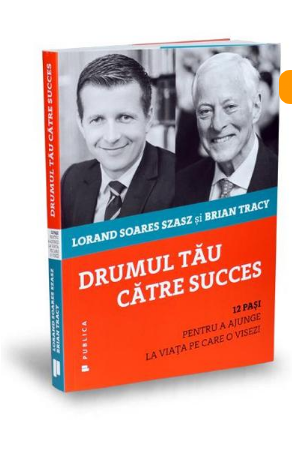 LORAND SOARES SZASZ și BRIAN TRACY
DRUMUL TĂU
CĂTRE SUCCES
12 PAȘI
PENTRU A AJUNGE
LA VIAȚA PE CARE O VISEZI
PUBLICA
DRUMUL TĂU CĂTRE SUCCES
LORAND SOARES SZASZ
BRIAN TRACY